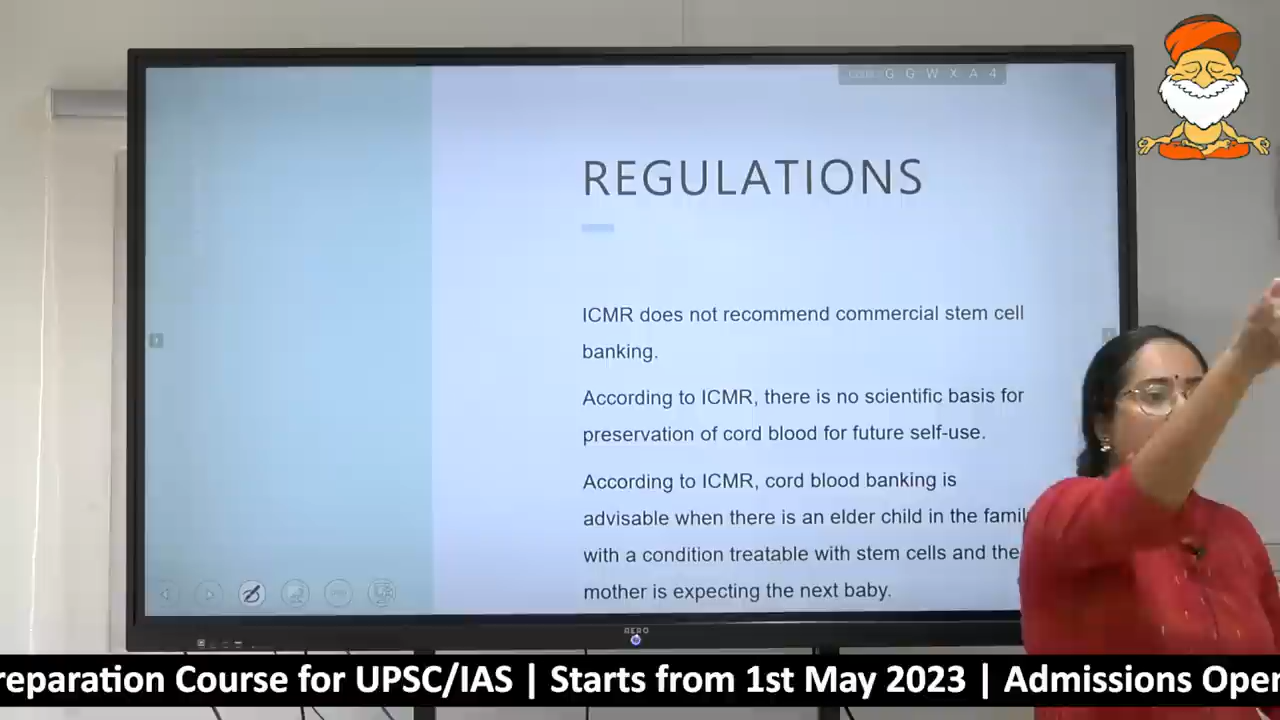 G G W X A 4
REGULATIONS
ICMR does not recommend commercial stem cell
banking.
According to ICMR, there is no scientific basis for
preservation of cord blood for future self-use.
According to ICMR, cord blood banking is
advisable when there is an elder child in the famil
with a condition treatable with stem cells and the
mother is expecting the next baby.
reparation Course for UPSC/IAS | Starts from 1st May 2023 | Admissions Oper